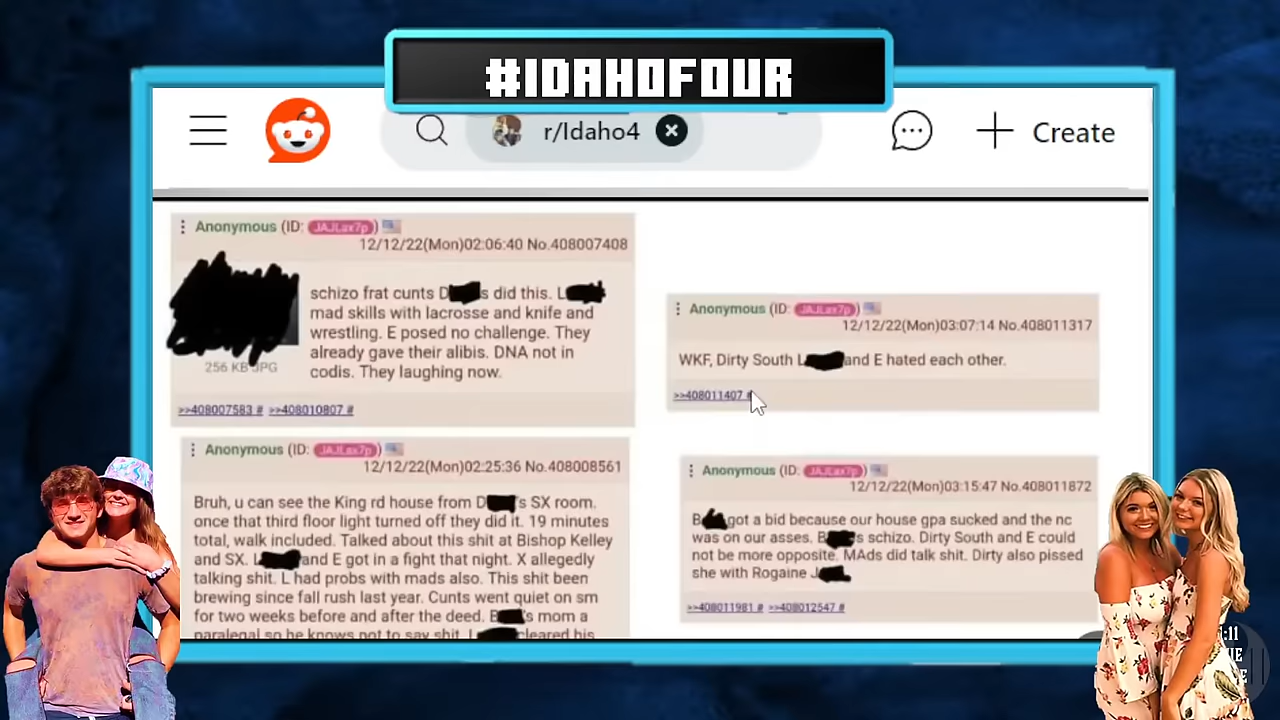 #IDAHOFOUR
r/Idaho4
Create
Anonymous (ID: JAJLax7p)
12/12/22(Mon)02:06:40 No.408007408
schizo frat cunts D s did this. L
mad skills with lacrosse and knife and
wrestling. E posed no challenge. They
already gave their alibis. DNA not in
codis. They laughing now.
256 KB JPG
>>408007583 # >>408010807 #
Anonymous (ID: JAJLax7p)
12/12/22(Mon)02:25:36 No.408008561
Bruh, u can see the King rd house from D 's SX room.
once that third floor light turned off they did it. 19 minutes
total, walk included. Talked about this shit at Bishop Kelley
and SX. L and E got in a fight that night. X allegedly
talking shit. L had probs with mads also. This shit been
brewing since fall rush last year. Cunts went quiet on sm
for two weeks before and after the deed. B 's mom a
paralegal so he knows not to say shit. L cleared his
Anonymous (ID: JAJLax7p)
12/12/22(Mon)03:07:14 No.408011317
WKF, Dirty South L and E hated each other.
>>408011407 #
Anonymous (ID: JAJLax7p)
12/12/22(Mon)03:15:47 No.408011872
B got a bid because our house gpa sucked and the nc
was on our asses. B s schizo. Dirty South and E could
not be more opposite. MAds did talk shit. Dirty also pissed
she with Rogaine J
>>408011981 # >>408012547 #
:11